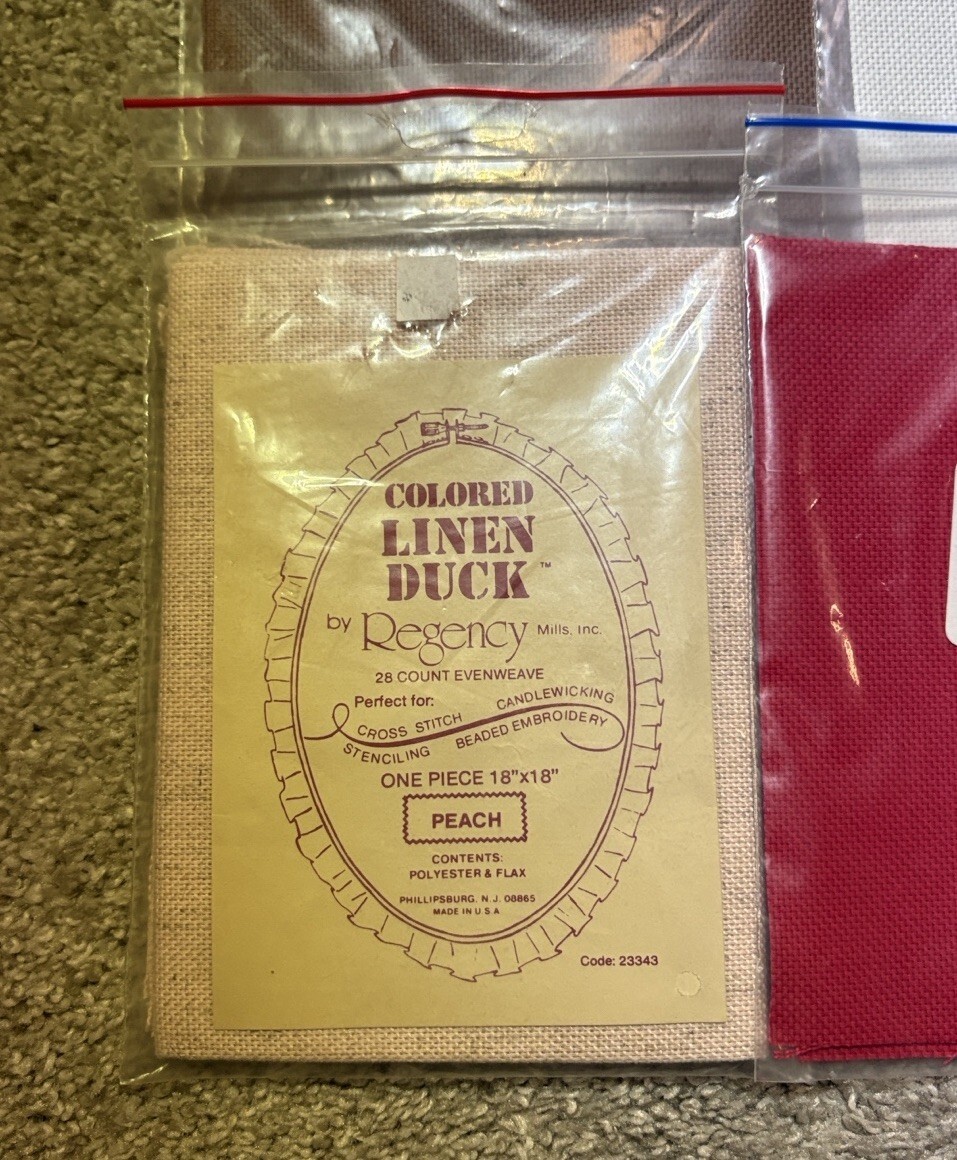 COLORED
LINEN
DUCK™
by Regency Mills, Inc.
28 COUNT EVENWEAVE
Perfect for:
CROSS STITCH CANDLEWICKING
STENCILING BEADED EMBROIDERY
ONE PIECE 18"x18"
PEACH
CONTENTS:
POLYESTER & FLAX
PHILLIPSBURG, N.J. 08865
MADE IN U.S.A.
Code: 23343